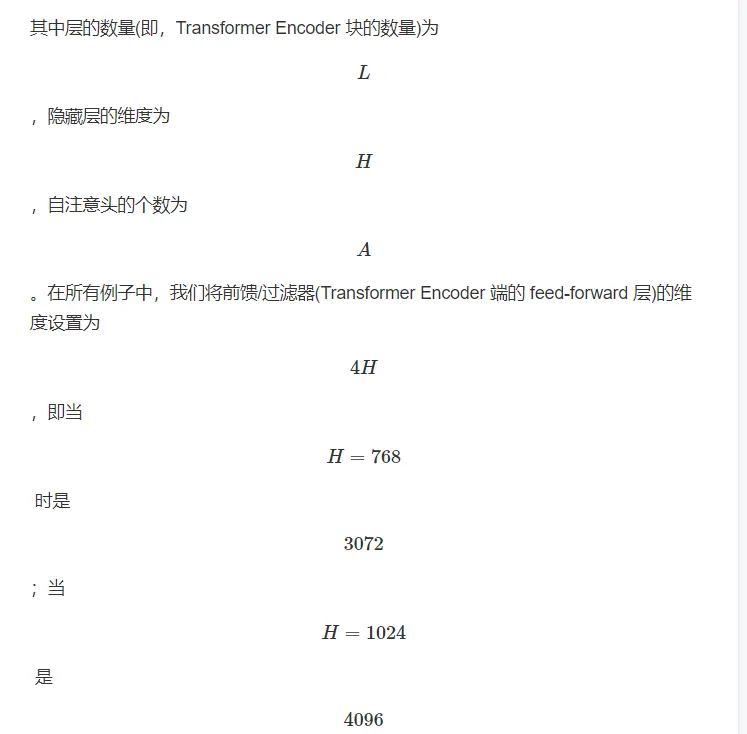 其中层的数量(即，Transformer Encoder 块的数量)为
L
，隐藏层的维度为
H
，自注意头的个数为
A
。在所有例子中，我们将前馈/过滤器(Transformer Encoder 端的 feed-forward 层)的维
度设置为
4H
，即当
H = 768
时是
3072
；当
H = 1024
是
4096